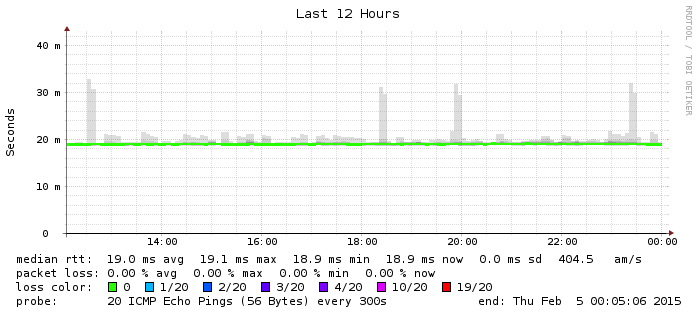 Last 12 Hours
RRDTOOL / TOBI OETIKER
Seconds
40 m
30 m
20 m
10 m
0
14:00 16:00 18:00 20:00 22:00 00:00
median rtt: 19.0 ms avg 19.1 ms max 18.9 ms min 18.9 ms now 0.0 ms sd 404.5 am/s
packet loss: 0.00 % avg 0.00 % max 0.00 % min 0.00 % now
loss color: 0 1/20 2/20 3/20 4/20 10/20 19/20
probe: 20 ICMP Echo Pings (56 Bytes) every 300s end: Thu Feb 5 00:05:06 2015